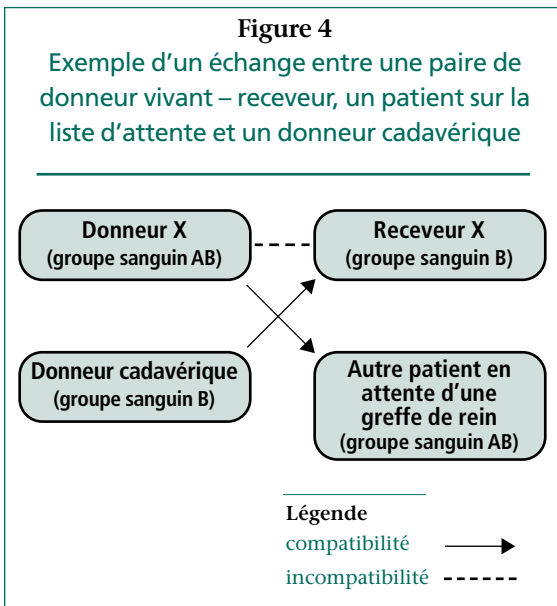 Figure 4
Exemple d'un échange entre une paire de
donneur vivant – receveur, un patient sur la
liste d'attente et un donneur cadavérique
Donneur X
(groupe sanguin AB)
Receveur X
(groupe sanguin B)
Donneur cadavérique
(groupe sanguin B)
Autre patient en
attente d'une
greffe de rein
(groupe sanguin AB)
Légende
compatibilité
incompatibilité